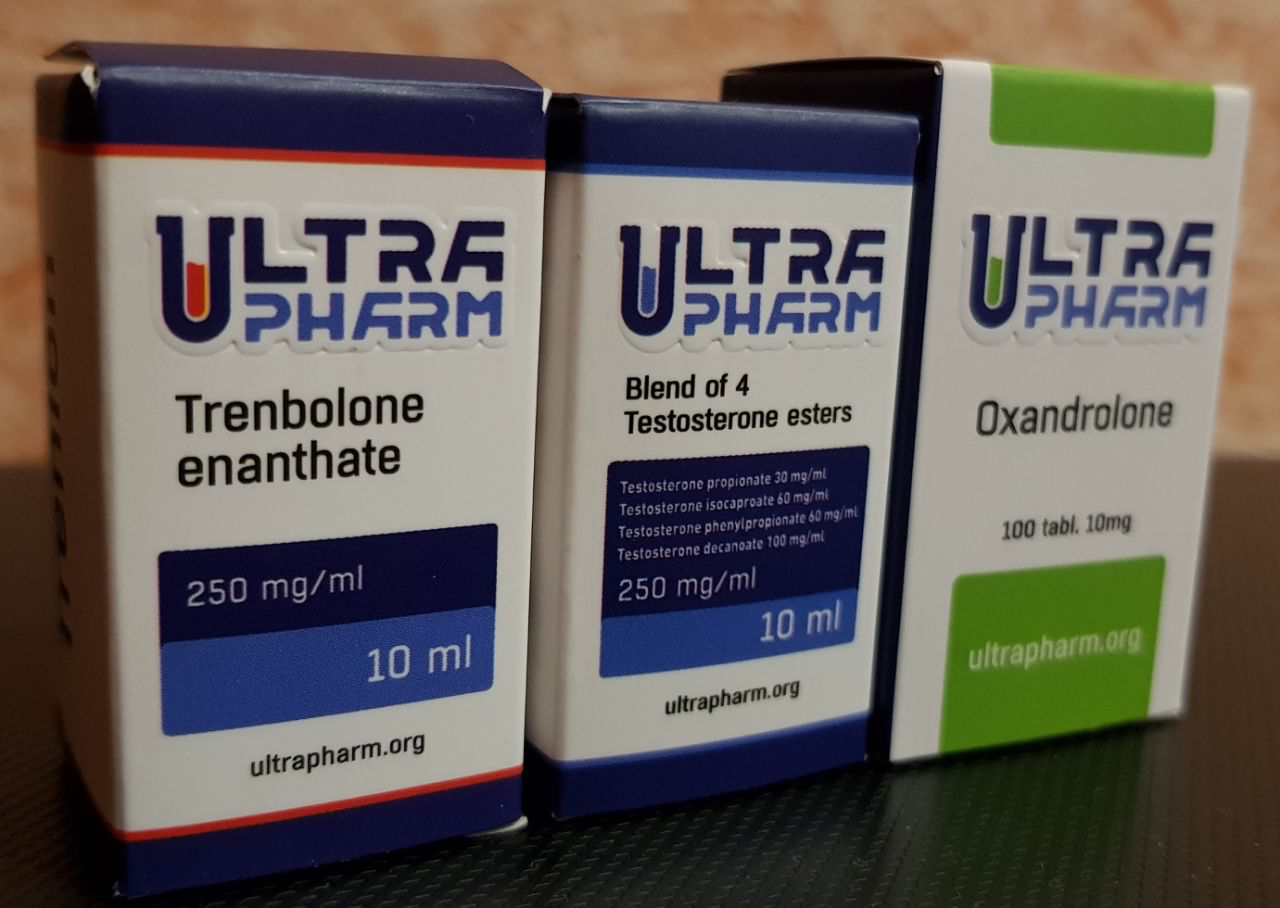 ULTRA
PHARM
Trenbolone
enanthate
250 mg/ml
10 ml
ultrapharm.org
ULTRA
PHARM
Blend of 4
Testosterone esters
Testosterone propionate 30 mg/ml
Testosterone isocaproate 60 mg/ml
Testosterone phenylpropionate 60 mg/ml
Testosterone decanoate 100 mg/ml
250 mg/ml
10 ml
ultrapharm.org
ULTRA
PHARM
Oxandrolone
100 tabl. 10mg
ultrapharm.org